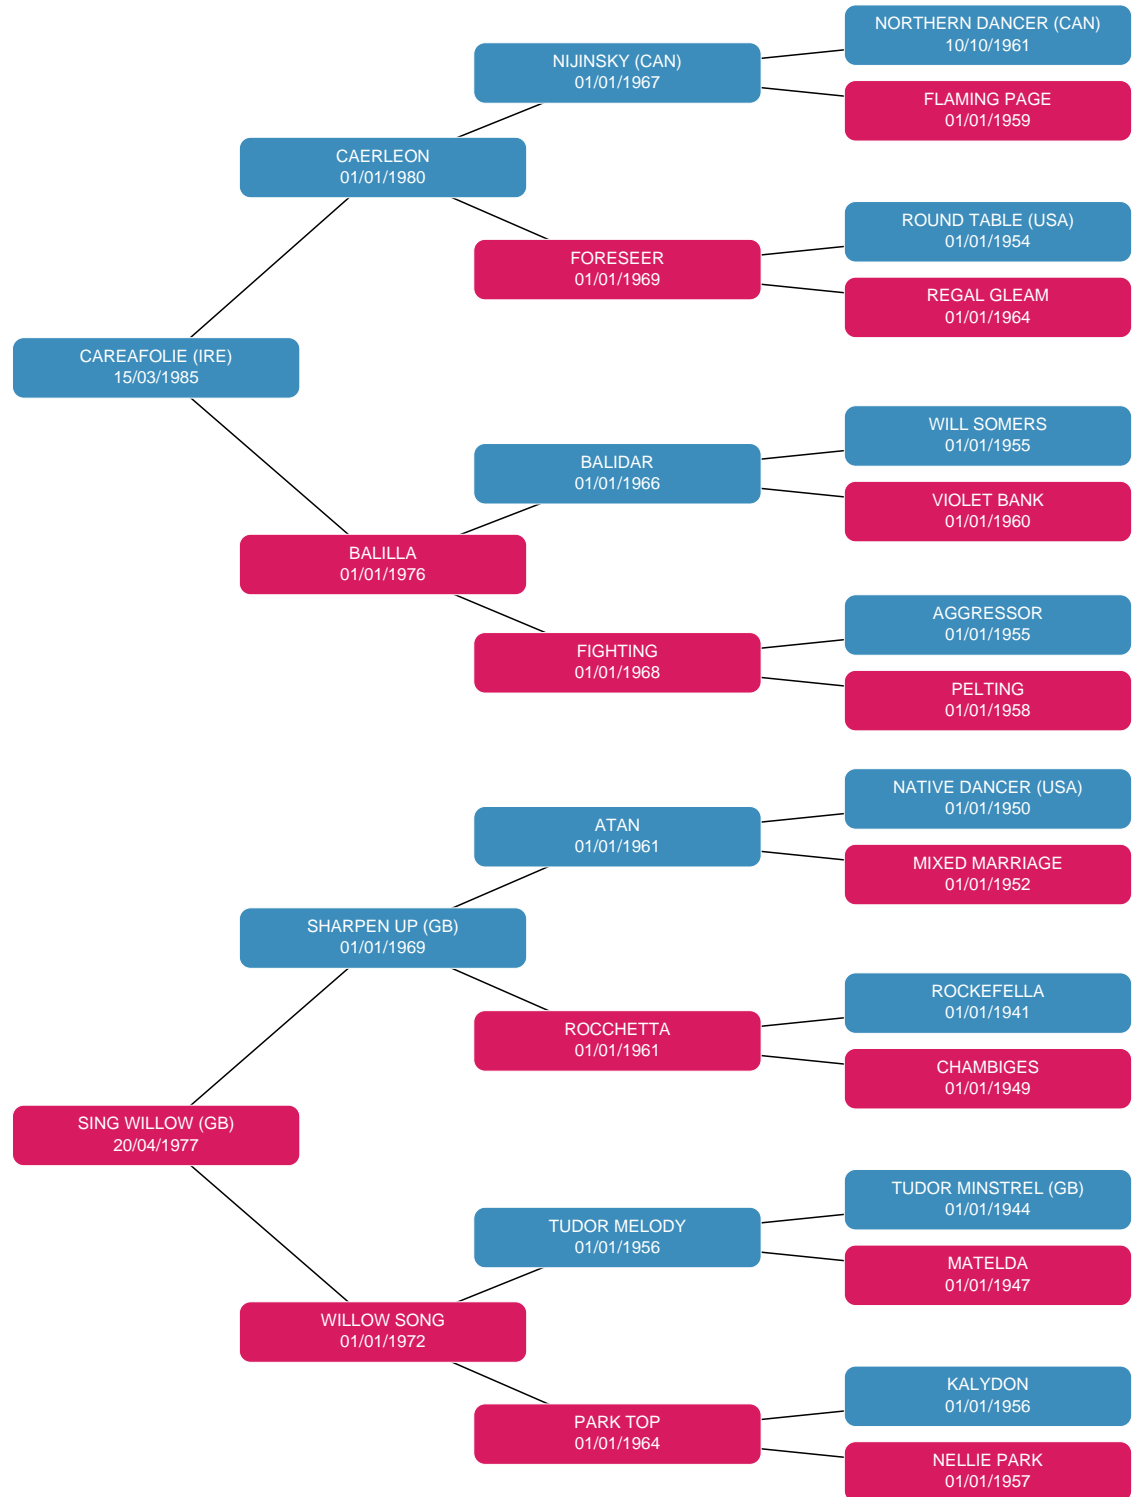 NORTHERN DANCER (CAN)
10/10/1961
NIJINSKY (CAN)
01/01/1967
FLAMING PAGE
01/01/1959
CAERLEON
01/01/1980
ROUND TABLE (USA)
01/01/1954
FORESEER
01/01/1969
REGAL GLEAM
01/01/1964
CAREAFOLIE (IRE)
15/03/1985
WILL SOMERS
01/01/1955
BALIDAR
01/01/1966
VIOLET BANK
01/01/1960
BALILLA
01/01/1976
AGGRESSOR
01/01/1955
FIGHTING
01/01/1968
PELTING
01/01/1958
NATIVE DANCER (USA)
01/01/1950
ATAN
01/01/1961
MIXED MARRIAGE
01/01/1952
SHARPEN UP (GB)
01/01/1969
ROCKEFELLA
01/01/1941
ROCCHETTA
01/01/1961
CHAMBIGES
01/01/1949
SING WILLOW (GB)
20/04/1977
TUDOR MINSTREL (GB)
01/01/1944
TUDOR MELODY
01/01/1956
MATELDA
01/01/1947
WILLOW SONG
01/01/1972
KALYDON
01/01/1956
PARK TOP
01/01/1964
NELLIE PARK
01/01/1957